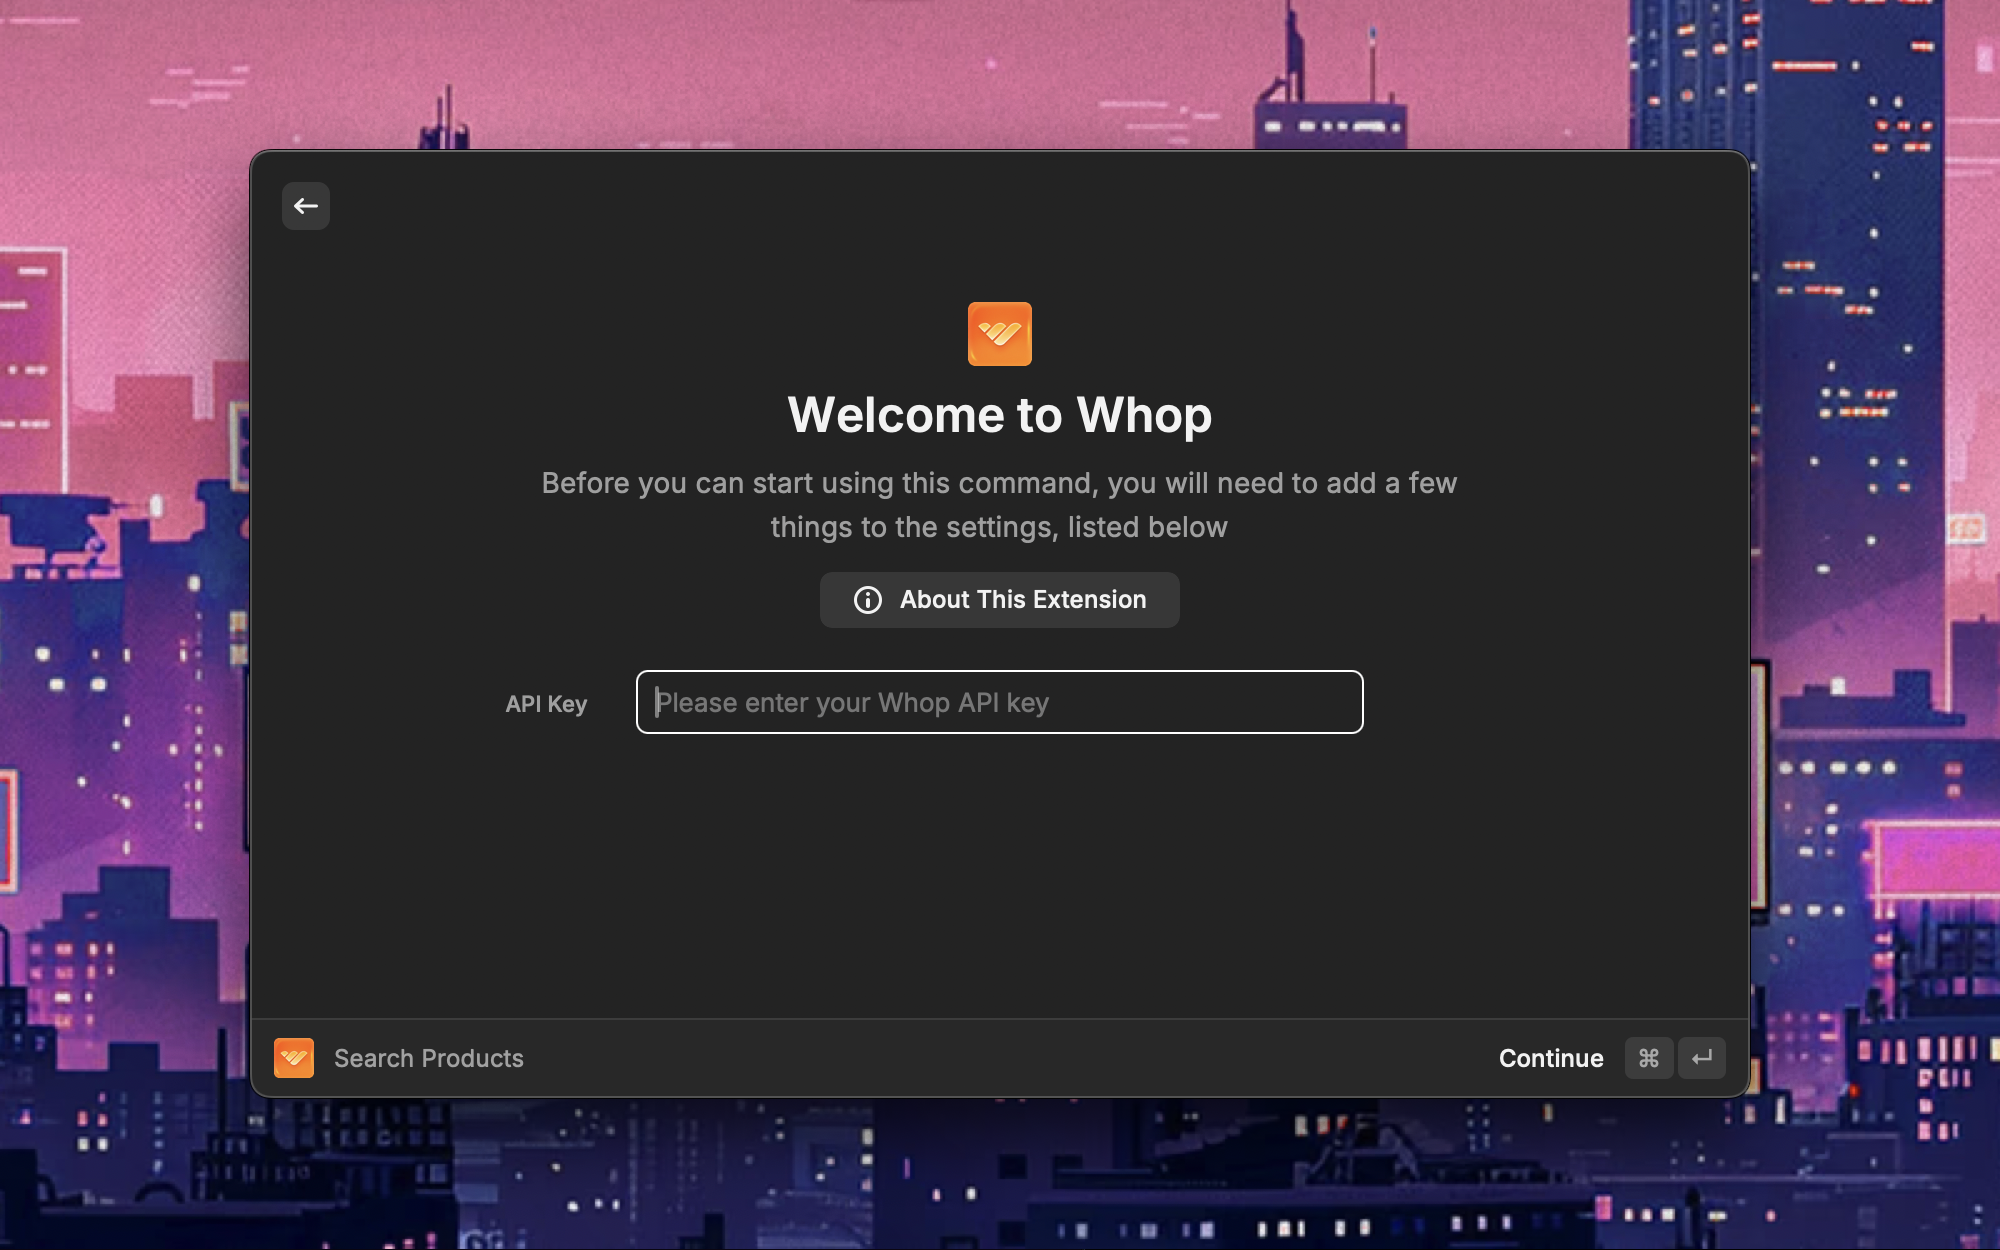 Welcome to Whop
Before you can start using this command, you will need to add a few
things to the settings, listed below
About This Extension
API Key
Please enter your Whop API key
Search Products
Continue ⌘ ↵